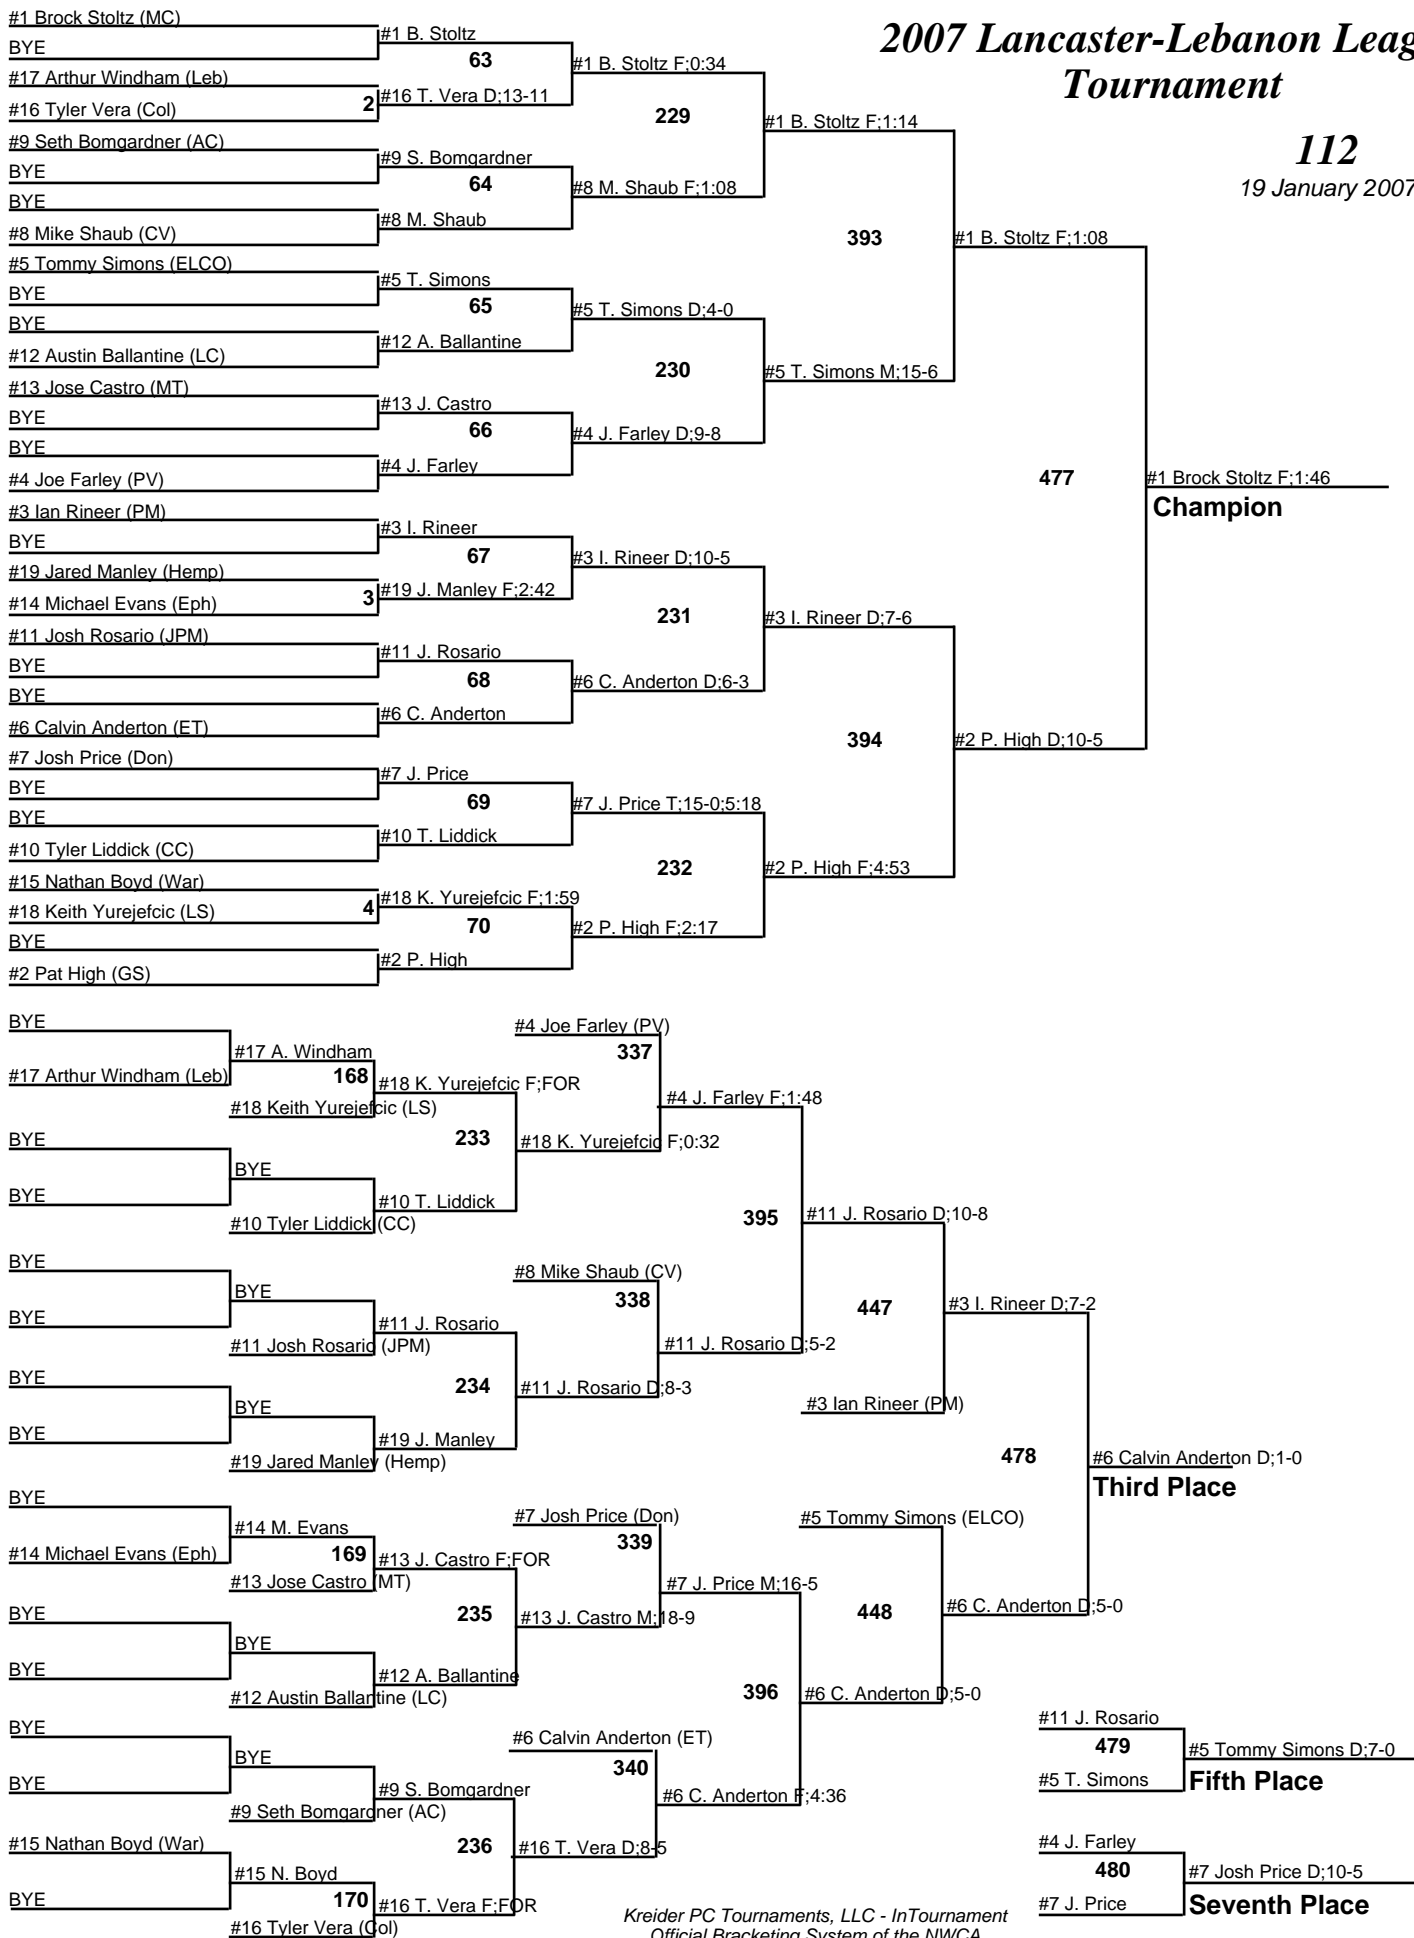 2007 Lancaster-Lebanon Leag
Tournament
112
19 January 2007
#1 Brock Stoltz (MC)
BYE
#17 Arthur Windham (Leb)
#16 Tyler Vera (Col)
#9 Seth Bomgardner (AC)
BYE
BYE
#8 Mike Shaub (CV)
#5 Tommy Simons (ELCO)
BYE
BYE
#12 Austin Ballantine (LC)
#13 Jose Castro (MT)
BYE
BYE
#4 Joe Farley (PV)
#3 Ian Rineer (PM)
BYE
#19 Jared Manley (Hemp)
#14 Michael Evans (Eph)
#11 Josh Rosario (JPM)
BYE
BYE
#6 Calvin Anderton (ET)
#7 Josh Price (Don)
BYE
BYE
#10 Tyler Liddick (CC)
#15 Nathan Boyd (War)
#18 Keith Yurejefcic (LS)
BYE
#2 Pat High (GS)
2
3
4
#1 B. Stoltz
63
#16 T. Vera D;13-11
#9 S. Bomgardner
64
#8 M. Shaub
#5 T. Simons
65
#12 A. Ballantine
#13 J. Castro
66
#4 J. Farley
#3 I. Rineer
67
#19 J. Manley F;2:42
#11 J. Rosario
68
#6 C. Anderton
#7 J. Price
69
#10 T. Liddick
#18 K. Yurejefcic F;1:59
70
#2 P. High
#1 B. Stoltz F;0:34
229
#8 M. Shaub F;1:08
#5 T. Simons D;4-0
230
#4 J. Farley D;9-8
#3 I. Rineer D;10-5
231
#6 C. Anderton D;6-3
#7 J. Price T;15-0;5:18
232
#2 P. High F;2:17
#1 B. Stoltz F;1:14
393
#5 T. Simons M;15-6
#3 I. Rineer D;7-6
394
#2 P. High F;4:53
#1 B. Stoltz F;1:08
477
#2 P. High D;10-5
#1 Brock Stoltz F;1:46
Champion
BYE
#17 Arthur Windham (Leb)
BYE
BYE
BYE
BYE
BYE
BYE
BYE
#14 Michael Evans (Eph)
BYE
BYE
BYE
BYE
#15 Nathan Boyd (War)
BYE
#17 A. Windham
168
#18 Keith Yurejefcic (LS)
BYE
#10 Tyler Liddick (CC)
BYE
#11 Josh Rosario (JPM)
BYE
#19 Jared Manley (Hemp)
#14 M. Evans
169
#13 Jose Castro (MT)
BYE
#12 Austin Ballantine (LC)
BYE
#9 Seth Bomgardner (AC)
#15 N. Boyd
170
#16 Tyler Vera (Col)
#18 K. Yurejefcic F;FOR
233
#10 T. Liddick
#11 J. Rosario
234
#19 J. Manley
#13 J. Castro F;FOR
235
#12 A. Ballantine
#9 S. Bomgardner
236
#16 T. Vera F;FOR
#4 Joe Farley (PV)
337
#18 K. Yurejefcic F;0:32
#8 Mike Shaub (CV)
338
#11 J. Rosario D;8-3
#7 Josh Price (Don)
339
#13 J. Castro M;18-9
#6 Calvin Anderton (ET)
340
#16 T. Vera D;8-5
#4 J. Farley F;1:48
395
#11 J. Rosario D;5-2
#7 J. Price M;16-5
396
#6 C. Anderton F;4:36
#11 J. Rosario D;10-8
447
#3 Ian Rineer (PM)
#5 Tommy Simons (ELCO)
448
#6 C. Anderton D;5-0
#3 I. Rineer D;7-2
478
#6 C. Anderton D;5-0
#6 Calvin Anderton D;1-0
Third Place
#11 J. Rosario
479
#5 T. Simons
#5 Tommy Simons D;7-0
Fifth Place
#4 J. Farley
480
#7 J. Price
#7 Josh Price D;10-5
Seventh Place
Kreider PC Tournaments, LLC - InTournament
Official Bracketing System of the NWCA